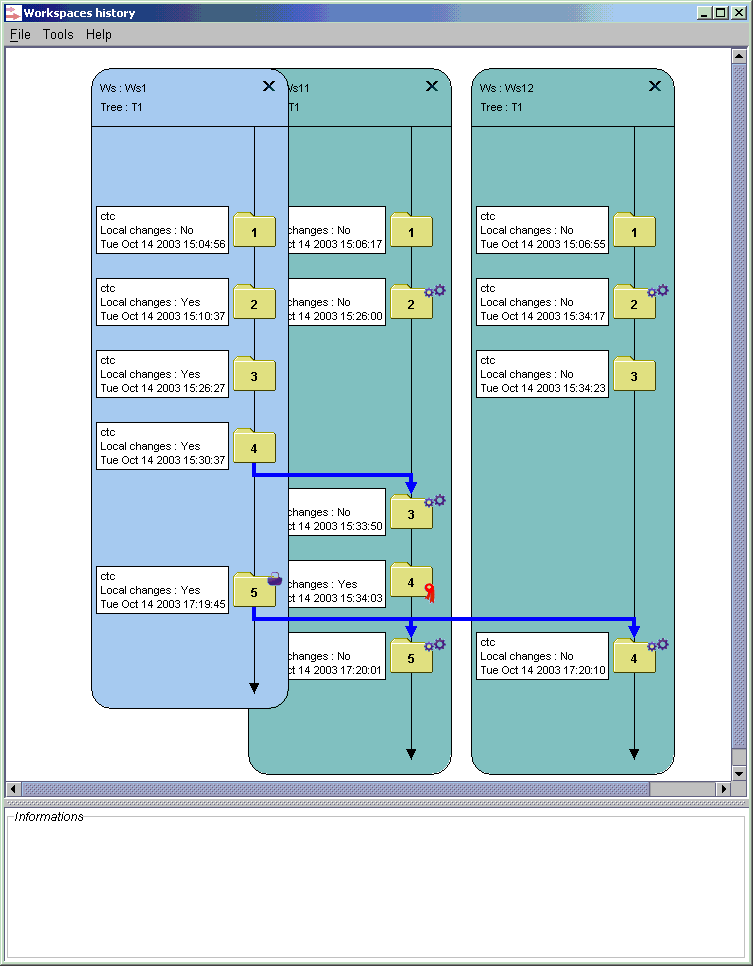 Workspaces history
File Tools Help
Ws : Ws1
Tree : T1
Ws11
T1
Ws : Ws12
Tree : T1
ctc
Local changes : No
Tue Oct 14 2003 15:04:56
1
changes : No
ct 14 2003 15:06:17
1
ctc
Local changes : No
Tue Oct 14 2003 15:06:55
1
ctc
Local changes : Yes
Tue Oct 14 2003 15:10:37
2
changes : No
ct 14 2003 15:26:00
2
ctc
Local changes : No
Tue Oct 14 2003 15:34:17
2
ctc
Local changes : Yes
Tue Oct 14 2003 15:26:27
3
ctc
Local changes : No
Tue Oct 14 2003 15:34:23
3
ctc
Local changes : Yes
Tue Oct 14 2003 15:30:37
4
changes : No
ct 14 2003 15:33:50
3
ctc
Local changes : Yes
Tue Oct 14 2003 17:19:45
5
changes : Yes
ct 14 2003 15:34:03
4
changes : No
ct 14 2003 17:20:01
5
ctc
Local changes : No
Tue Oct 14 2003 17:20:10
4
Informations